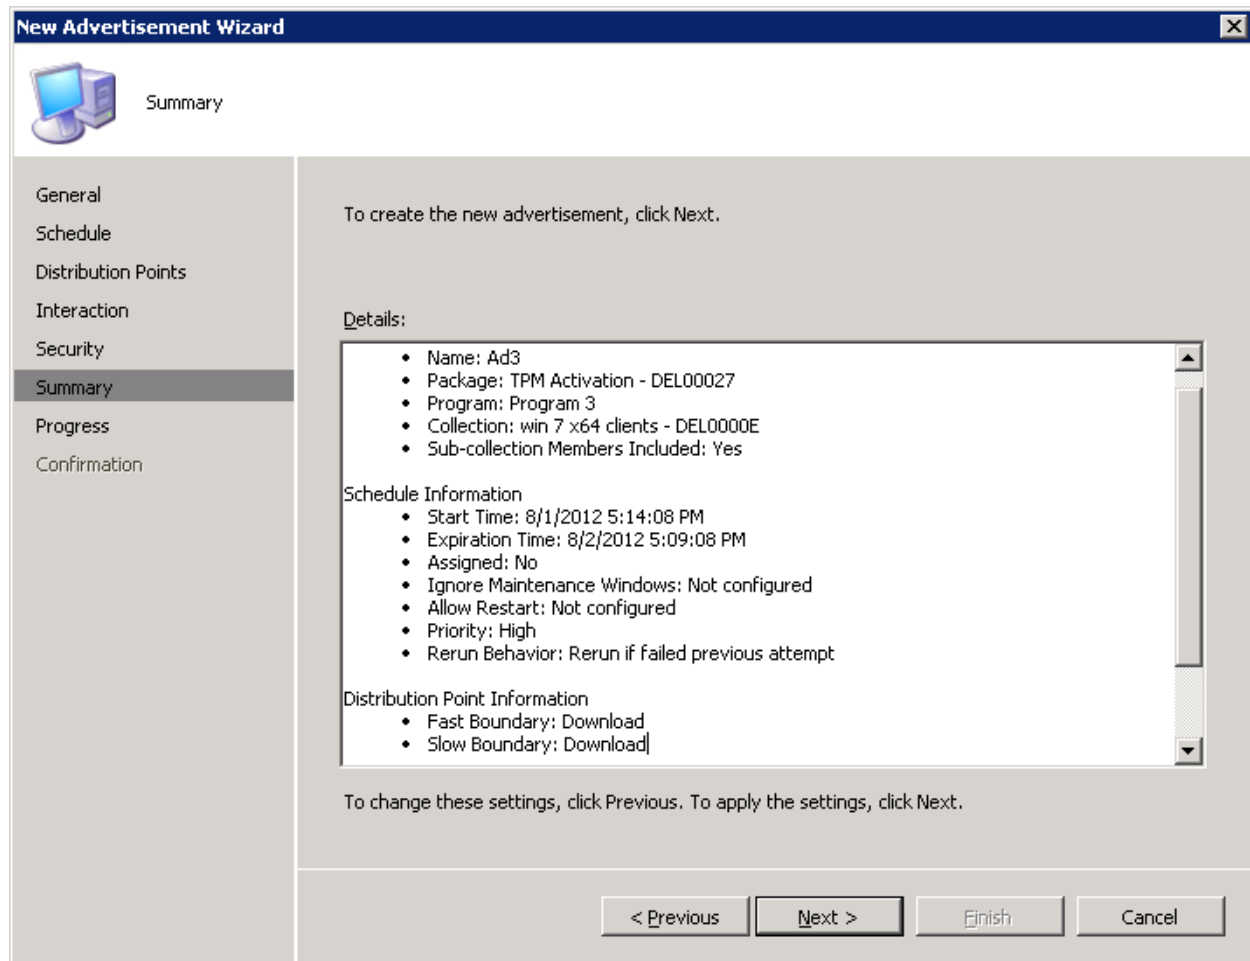 New Advertisement Wizard
Summary
General
Schedule
Distribution Points
Interaction
Security
Summary
Progress
Confirmation
To create the new advertisement, click Next.
Details:
• Name: Ad3
• Package: TPM Activation - DEL00027
• Program: Program 3
• Collection: win 7 x64 clients - DEL0000E
• Sub-collection Members Included: Yes
Schedule Information
• Start Time: 8/1/2012 5:14:08 PM
• Expiration Time: 8/2/2012 5:09:08 PM
• Assigned: No
• Ignore Maintenance Windows: Not configured
• Allow Restart: Not configured
• Priority: High
• Rerun Behavior: Rerun if failed previous attempt
Distribution Point Information
• Fast Boundary: Download
• Slow Boundary: Download
To change these settings, click Previous. To apply the settings, click Next.
< Previous Next > Finish Cancel